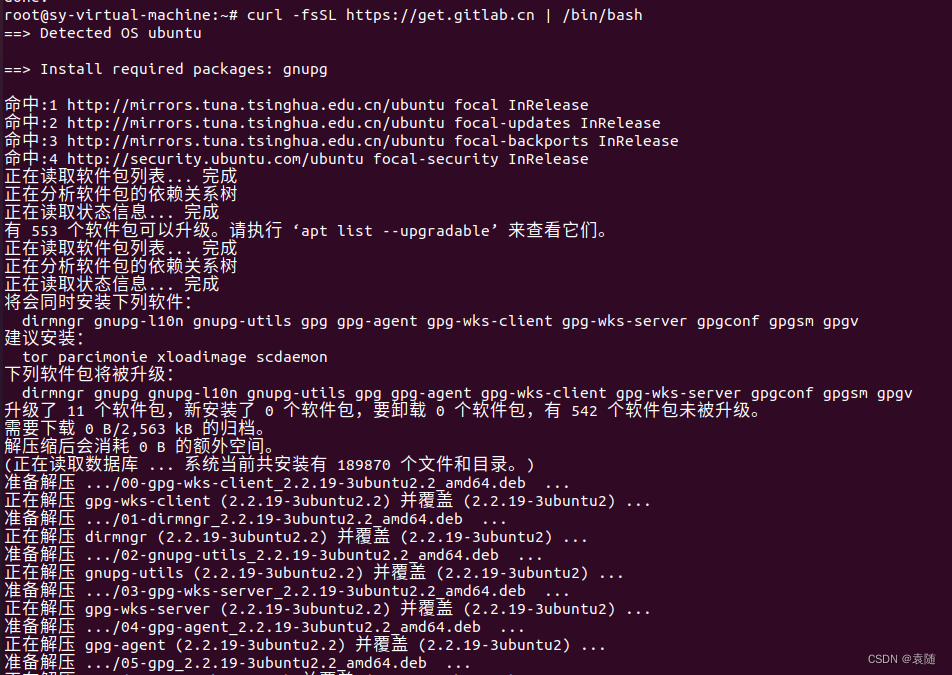 root@sy-virtual-machine:~# curl -fsSL https://get.gitlab.cn | /bin/bash
==> Detected OS ubuntu
==> Install required packages: gnupg
命中:1 http://mirrors.tuna.tsinghua.edu.cn/ubuntu focal InRelease
命中:2 http://mirrors.tuna.tsinghua.edu.cn/ubuntu focal-updates InRelease
命中:3 http://mirrors.tuna.tsinghua.edu.cn/ubuntu focal-backports InRelease
命中:4 http://security.ubuntu.com/ubuntu focal-security InRelease
正在读取软件包列表... 完成
正在分析软件包的依赖关系树
正在读取状态信息... 完成
有 553 个软件包可以升级。请执行 ‘apt list --upgradable’ 来查看它们。
正在读取软件包列表... 完成
正在分析软件包的依赖关系树
正在读取状态信息... 完成
将会同时安装下列软件：
dirmngr gnupg-l10n gnupg-utils gpg gpg-agent gpg-wks-client gpg-wks-server gpgconf gpgsm gpgv
建议安装：
tor parcimonie xloadimage scdaemon
下列软件包将被升级：
dirmngr gnupg gnupg-l10n gnupg-utils gpg gpg-agent gpg-wks-client gpg-wks-server gpgconf gpgsm gpgv
升级了 11 个软件包，新安装了 0 个软件包，要卸载 0 个软件包，有 542 个软件包未被升级。
需要下载 0 B/2,563 kB 的归档。
解压缩后会消耗 0 B 的额外空间。
(正在读取数据库 ... 系统当前共安装有 189870 个文件和目录。)
准备解压 .../00-gpg-wks-client_2.2.19-3ubuntu2.2_amd64.deb ...
正在解压 gpg-wks-client (2.2.19-3ubuntu2.2) 并覆盖 (2.2.19-3ubuntu2) ...
准备解压 .../01-dirmngr_2.2.19-3ubuntu2.2_amd64.deb ...
正在解压 dirmngr (2.2.19-3ubuntu2.2) 并覆盖 (2.2.19-3ubuntu2) ...
准备解压 .../02-gnupg-utils_2.2.19-3ubuntu2.2_amd64.deb ...
正在解压 gnupg-utils (2.2.19-3ubuntu2.2) 并覆盖 (2.2.19-3ubuntu2) ...
准备解压 .../03-gpg-wks-server_2.2.19-3ubuntu2.2_amd64.deb ...
正在解压 gpg-wks-server (2.2.19-3ubuntu2.2) 并覆盖 (2.2.19-3ubuntu2) ...
准备解压 .../04-gpg-agent_2.2.19-3ubuntu2.2_amd64.deb ...
正在解压 gpg-agent (2.2.19-3ubuntu2.2) 并覆盖 (2.2.19-3ubuntu2) ...
准备解压 .../05-gpg_2.2.19-3ubuntu2.2_amd64.deb ...
CSDN @袁随